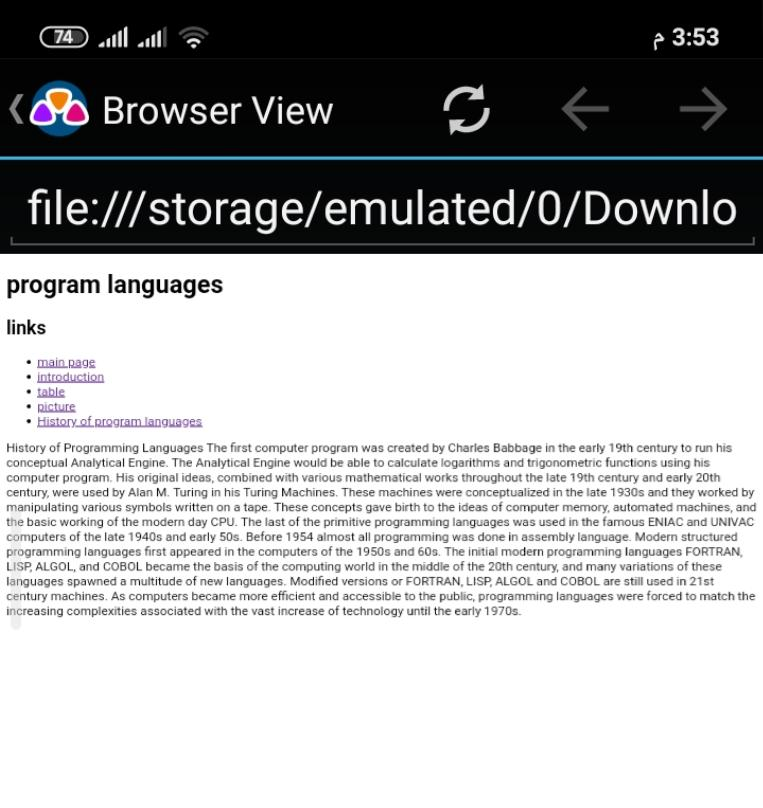 74
م 3:53
Browser View
file:///storage/emulated/0/Downlo
program languages
links
• main page
• introduction
• table
• picture
• History of program languages
History of Programming Languages The first computer program was created by Charles Babbage in the early 19th century to run his
conceptual Analytical Engine. The Analytical Engine would be able to calculate logarithms and trigonometric functions using his
computer program. His original ideas, combined with various mathematical works throughout the late 19th century and early 20th
century, were used by Alan M. Turing in his Turing Machines. These machines were conceptualized in the late 1930s and they worked by
manipulating various symbols written on a tape. These concepts gave birth to the ideas of computer memory, automated machines, and
the basic working of the modern day CPU. The last of the primitive programming languages was used in the famous ENIAC and UNIVAC
computers of the late 1940s and early 50s. Before 1954 almost all programming was done in assembly language. Modern structured
programming languages first appeared in the computers of the 1950s and 60s. The initial modern programming languages FORTRAN,
LISP, ALGOL, and COBOL became the basis of the computing world in the middle of the 20th century, and many variations of these
languages spawned a multitude of new languages. Modified versions or FORTRAN, LISP, ALGOL and COBOL are still used in 21st
century machines. As computers became more efficient and accessible to the public, programming languages were forced to match the
increasing complexities associated with the vast increase of technology until the early 1970s.